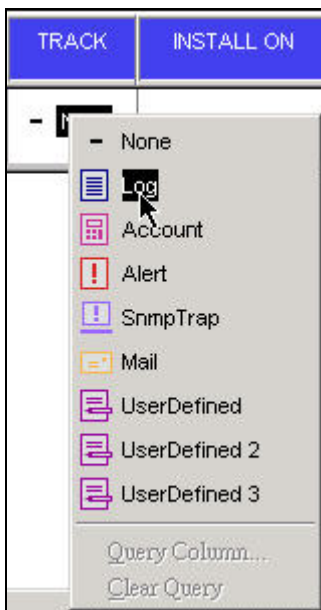 TRACK INSTALL ON
None
Log
Account
Alert
SnmpTrap
Mail
UserDefined
UserDefined 2
UserDefined 3
Query Column...
Clear Query